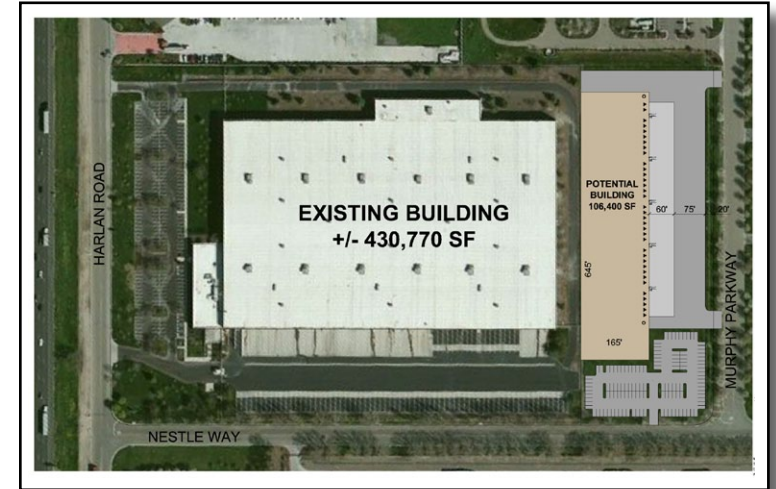 HARLAN ROAD
EXISTING BUILDING
+/- 430,770 SF
POTENTIAL
BUILDING
106,400 SF
60'
75'
20'
645'
165'
MURPHY PARKWAY
NESTLE WAY